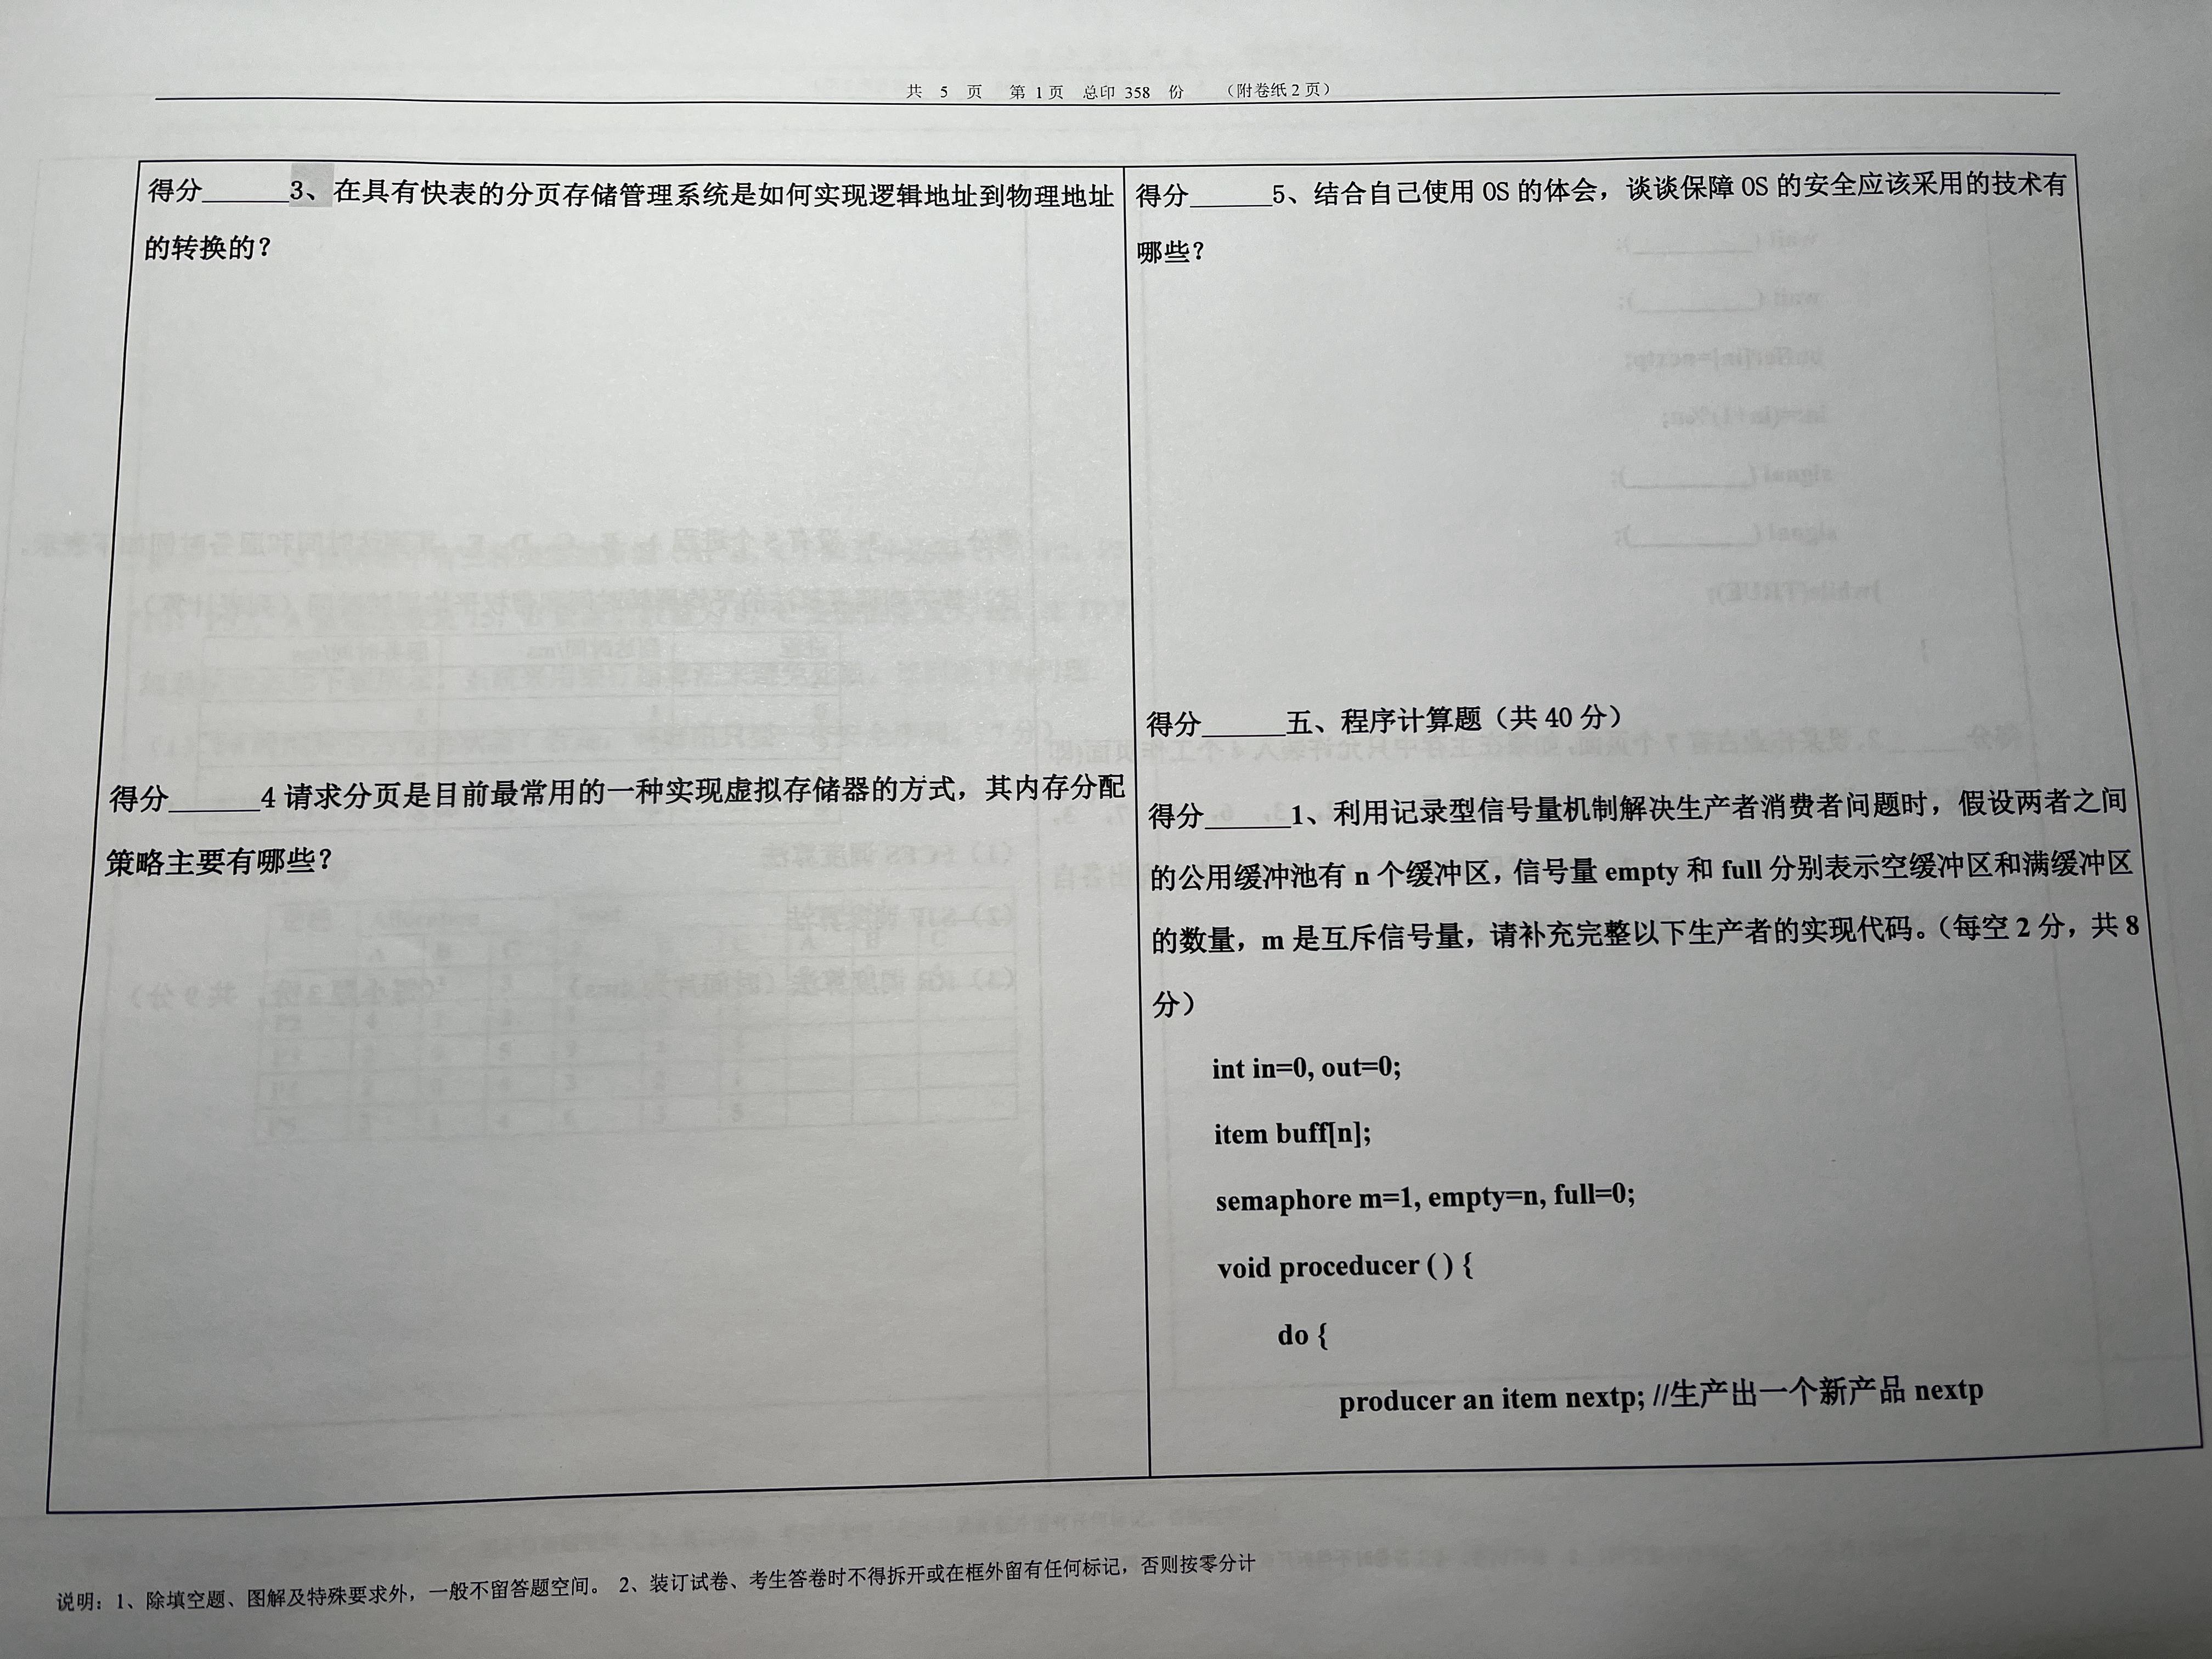 共 5 页 第 1页 总印 358 份 （附卷纸 2 页）
得分______3、在具有快表的分页存储管理系统是如何实现逻辑地址到物理地址
的转换的？
得分______4 请求分页是目前最常用的一种实现虚拟存储器的方式，其内存分配
策略主要有哪些？
得分______5、结合自己使用 OS 的体会，谈谈保障 OS 的安全应该采用的技术有
哪些？
得分______五、程序计算题（共 40 分）
得分______1、利用记录型信号量机制解决生产者消费者问题时，假设两者之间
的公用缓冲池有 n 个缓冲区，信号量 empty 和 full 分别表示空缓冲区和满缓冲区
的数量，m 是互斥信号量，请补充完整以下生产者的实现代码。（每空 2 分，共 8
分）
int in=0, out=0;
item buff[n];
semaphore m=1, empty=n, full=0;
void proceducer ( ) {
do {
producer an item nextp; //生产出一个新产品 nextp
说明：1、除填空题、图解及特殊要求外，一般不留答题空间。 2、装订试卷、考生答卷时不得拆开或在框外留有任何标记，否则按零分计